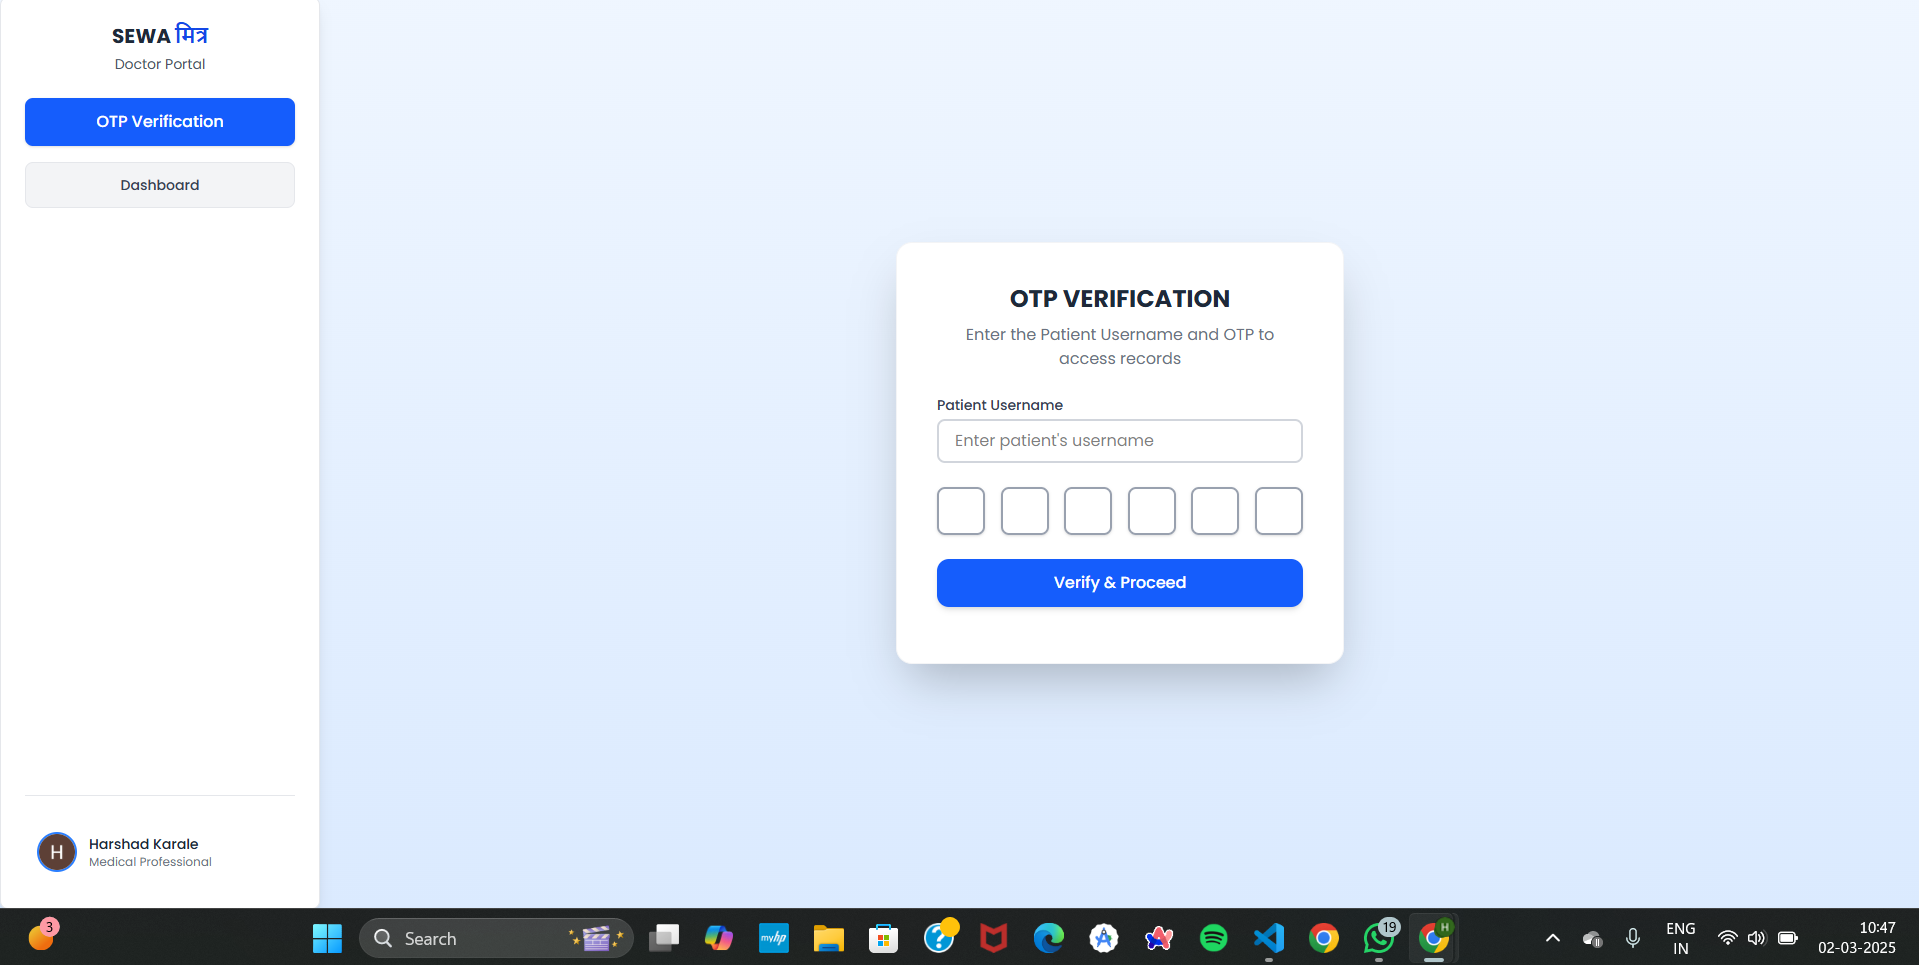 SEWA मित्र
Doctor Portal
OTP Verification
Dashboard
OTP VERIFICATION
Enter the Patient Username and OTP to
access records
Patient Username
Enter patient's username
Verify & Proceed
H
Harshad Karale
Medical Professional
3
Search
myhp
19
H
ENG
IN
10:47
02-03-2025